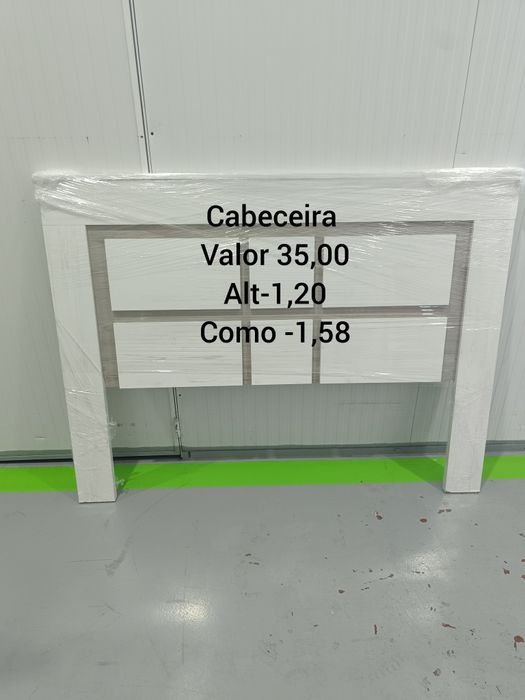 Cabeceira
Valor 35,00
Alt-1,20
Como -1,58